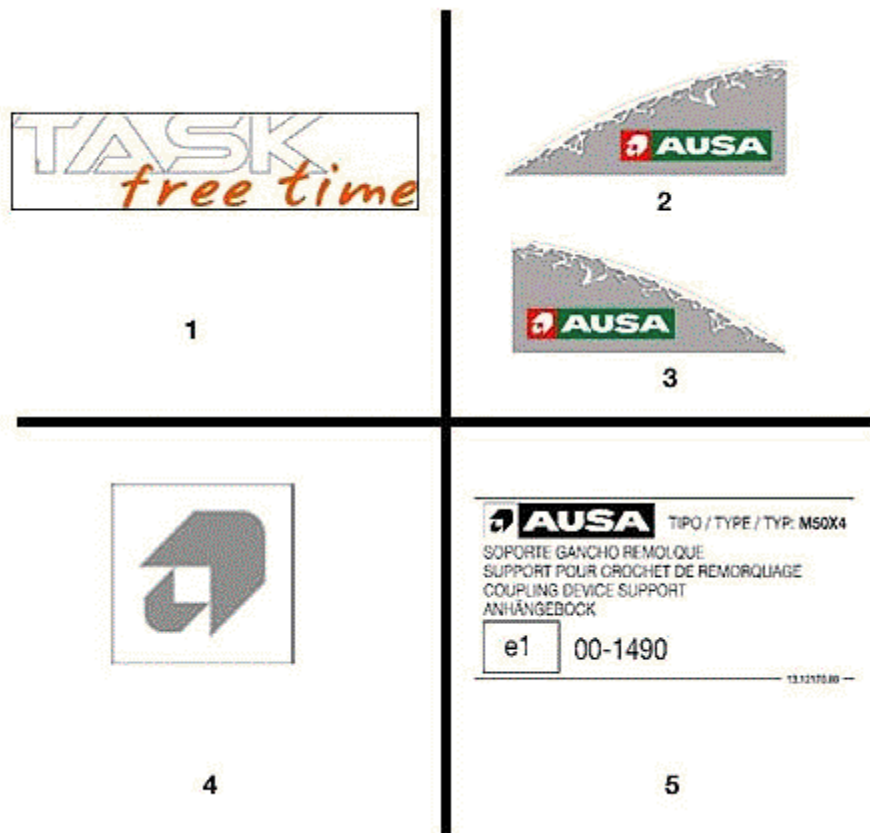 TASK
free time
1
AUSA
2
AUSA
3
4
AUSA TIPO / TYPE / TYP: M50X4
SOPORTE GANCHO REMOLQUE
SUPPORT POUR CROCHET DE REMORQUAGE
COUPLING DEVICE SUPPORT
ANHÄNGEBOCK
e1 00-1490
5